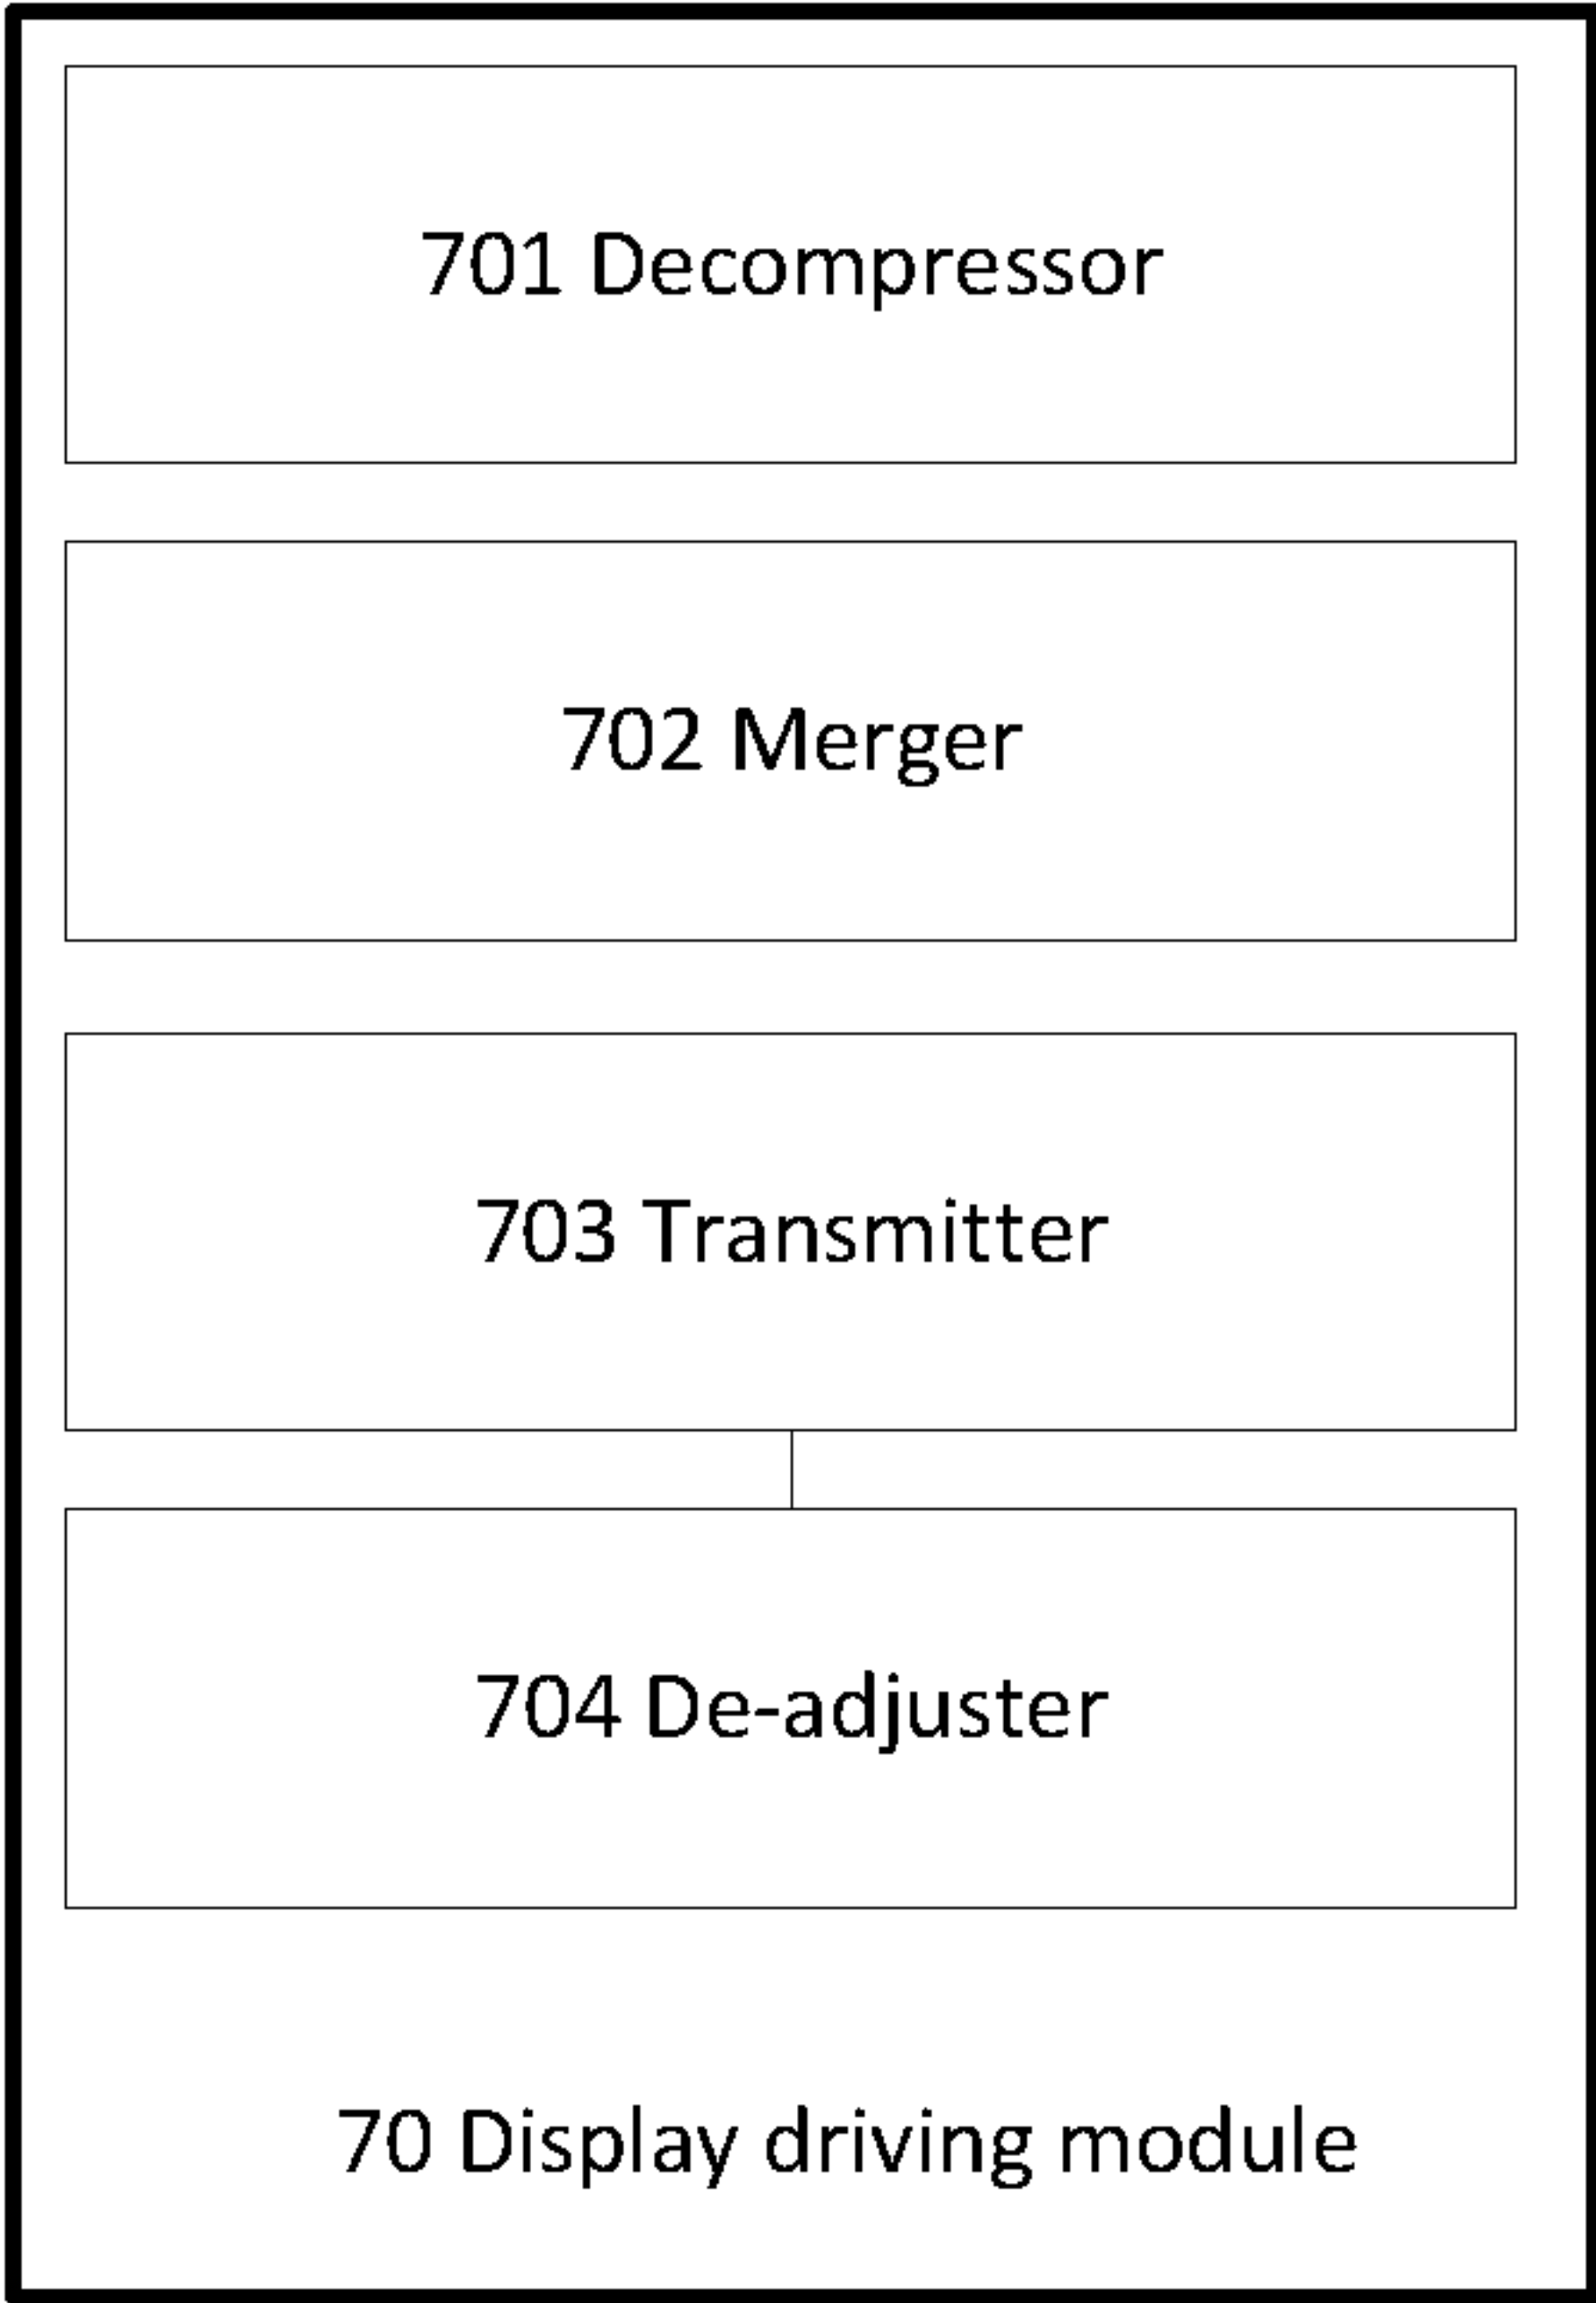 701 Decompressor
702 Merger
703 Transmitter
704 De-adjuster
70 Display driving module